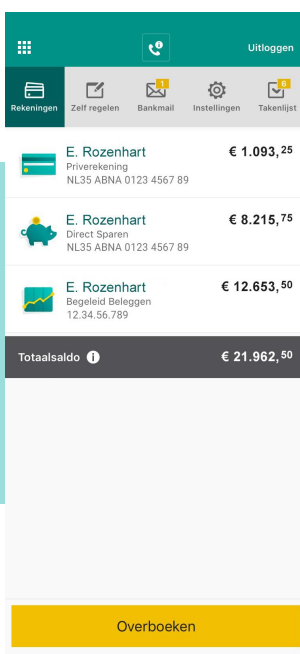 Uitloggen
Rekeningen Zelf regelen 1 Bankmail Instellingen 6 Takenlijst
E. Rozenhart € 1.093,25
Priverekening
NL35 ABNA 0123 4567 89
E. Rozenhart € 8.215,75
Direct Sparen
NL35 ABNA 0123 4567 89
E. Rozenhart € 12.653,50
Begeleid Beleggen
12.34.56.789
Totaalsaldo i € 21.962,50
Overboeken